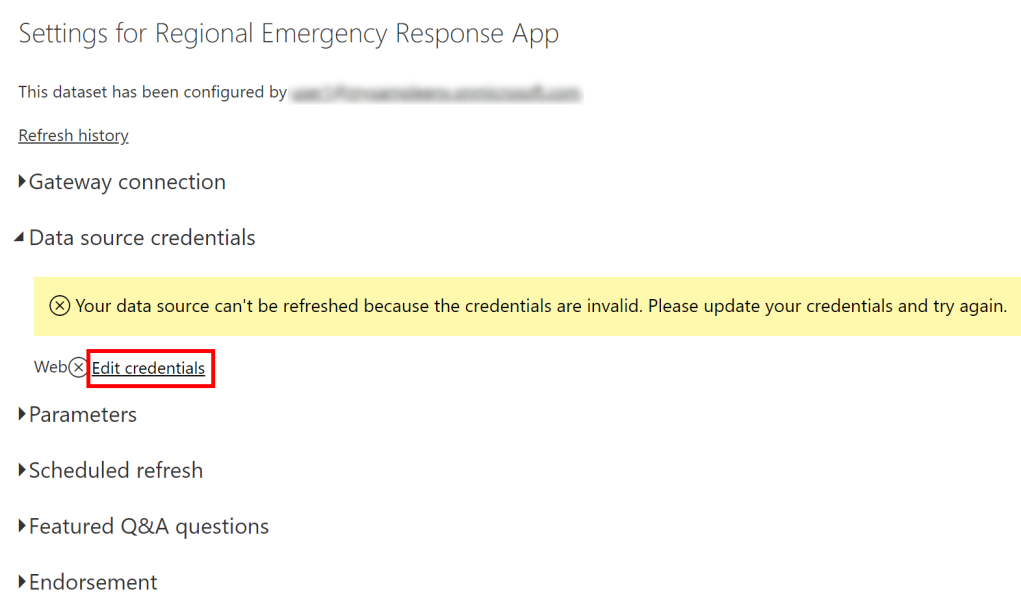 Settings for Regional Emergency Response App
This dataset has been configured by
Refresh history
Gateway connection
Data source credentials
Your data source can't be refreshed because the credentials are invalid. Please update your credentials and try again.
Web Edit credentials
Parameters
Scheduled refresh
Featured Q&A questions
Endorsement